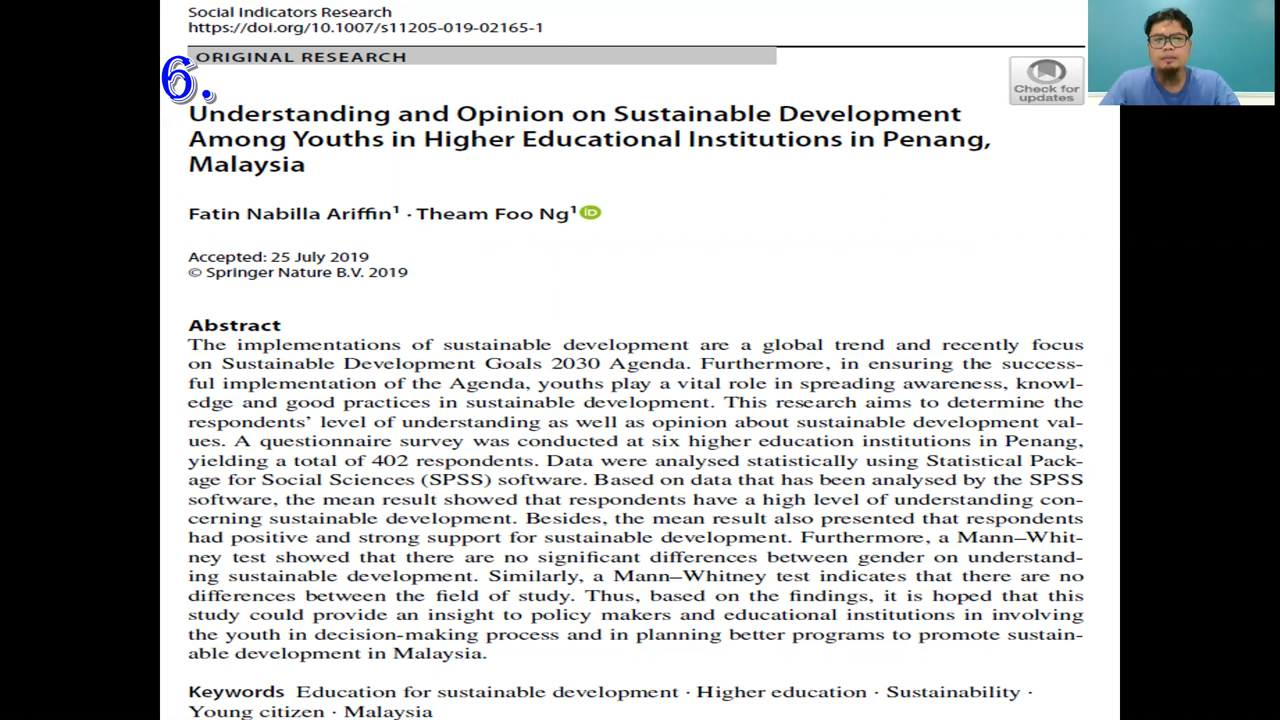 Social Indicators Research
https://doi.org/10.1007/s11205-019-02165-1
ORIGINAL RESEARCH
6.
Check for
updates
Understanding and Opinion on Sustainable Development
Among Youths in Higher Educational Institutions in Penang,
Malaysia
Fatin Nabilla Ariffin¹ · Theam Foo Ng¹ iD
Accepted: 25 July 2019
© Springer Nature B.V. 2019
Abstract
The implementations of sustainable development are a global trend and recently focus
on Sustainable Development Goals 2030 Agenda. Furthermore, in ensuring the success-
ful implementation of the Agenda, youths play a vital role in spreading awareness, knowl-
edge and good practices in sustainable development. This research aims to determine the
respondents' level of understanding as well as opinion about sustainable development val-
ues. A questionnaire survey was conducted at six higher education institutions in Penang,
yielding a total of 402 respondents. Data were analysed statistically using Statistical Pack-
age for Social Sciences (SPSS) software. Based on data that has been analysed by the SPSS
software, the mean result showed that respondents have a high level of understanding con-
cerning sustainable development. Besides, the mean result also presented that respondents
had positive and strong support for sustainable development. Furthermore, a Mann–Whit-
ney test showed that there are no significant differences between gender on understand-
ing sustainable development. Similarly, a Mann–Whitney test indicates that there are no
differences between the field of study. Thus, based on the findings, it is hoped that this
study could provide an insight to policy makers and educational institutions in involving
the youth in decision-making process and in planning better programs to promote sustain-
able development in Malaysia.
Keywords Education for sustainable development · Higher education · Sustainability ·
Young citizen · Malaysia